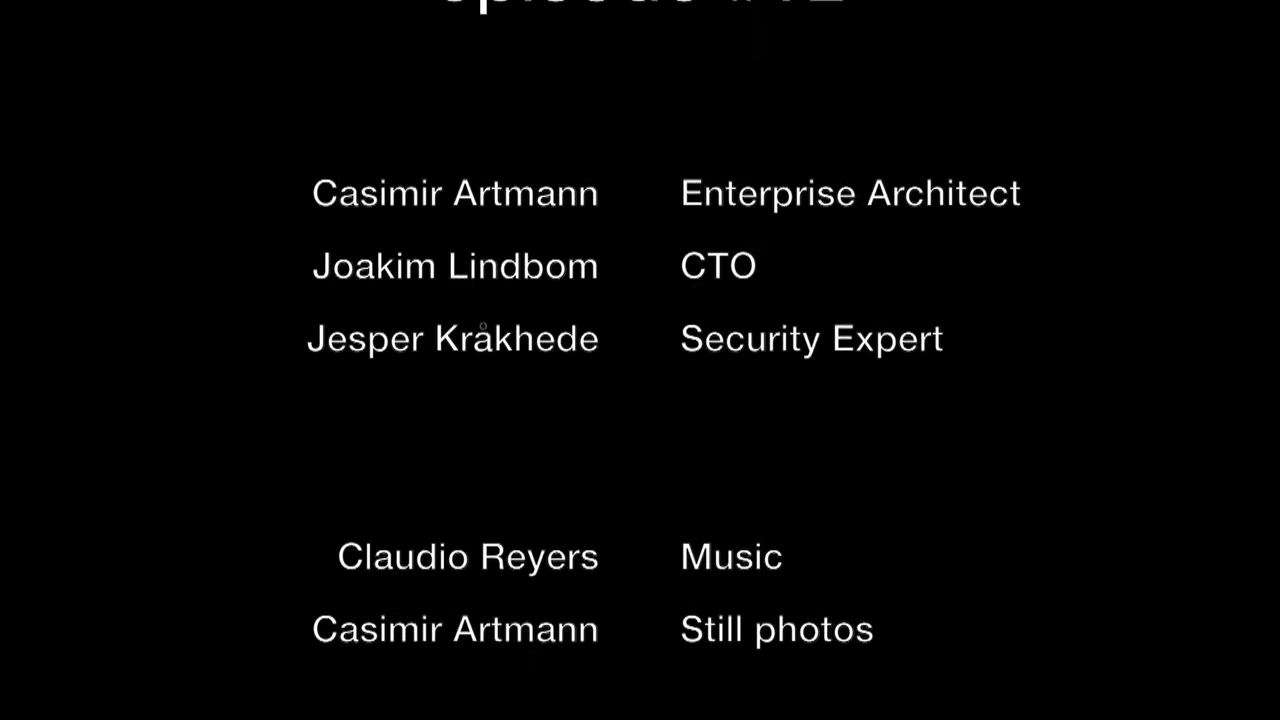 Casimir Artmann Enterprise Architect
Joakim Lindbom CTO
Jesper Kråkhede Security Expert
Claudio Reyers Music
Casimir Artmann Still photos